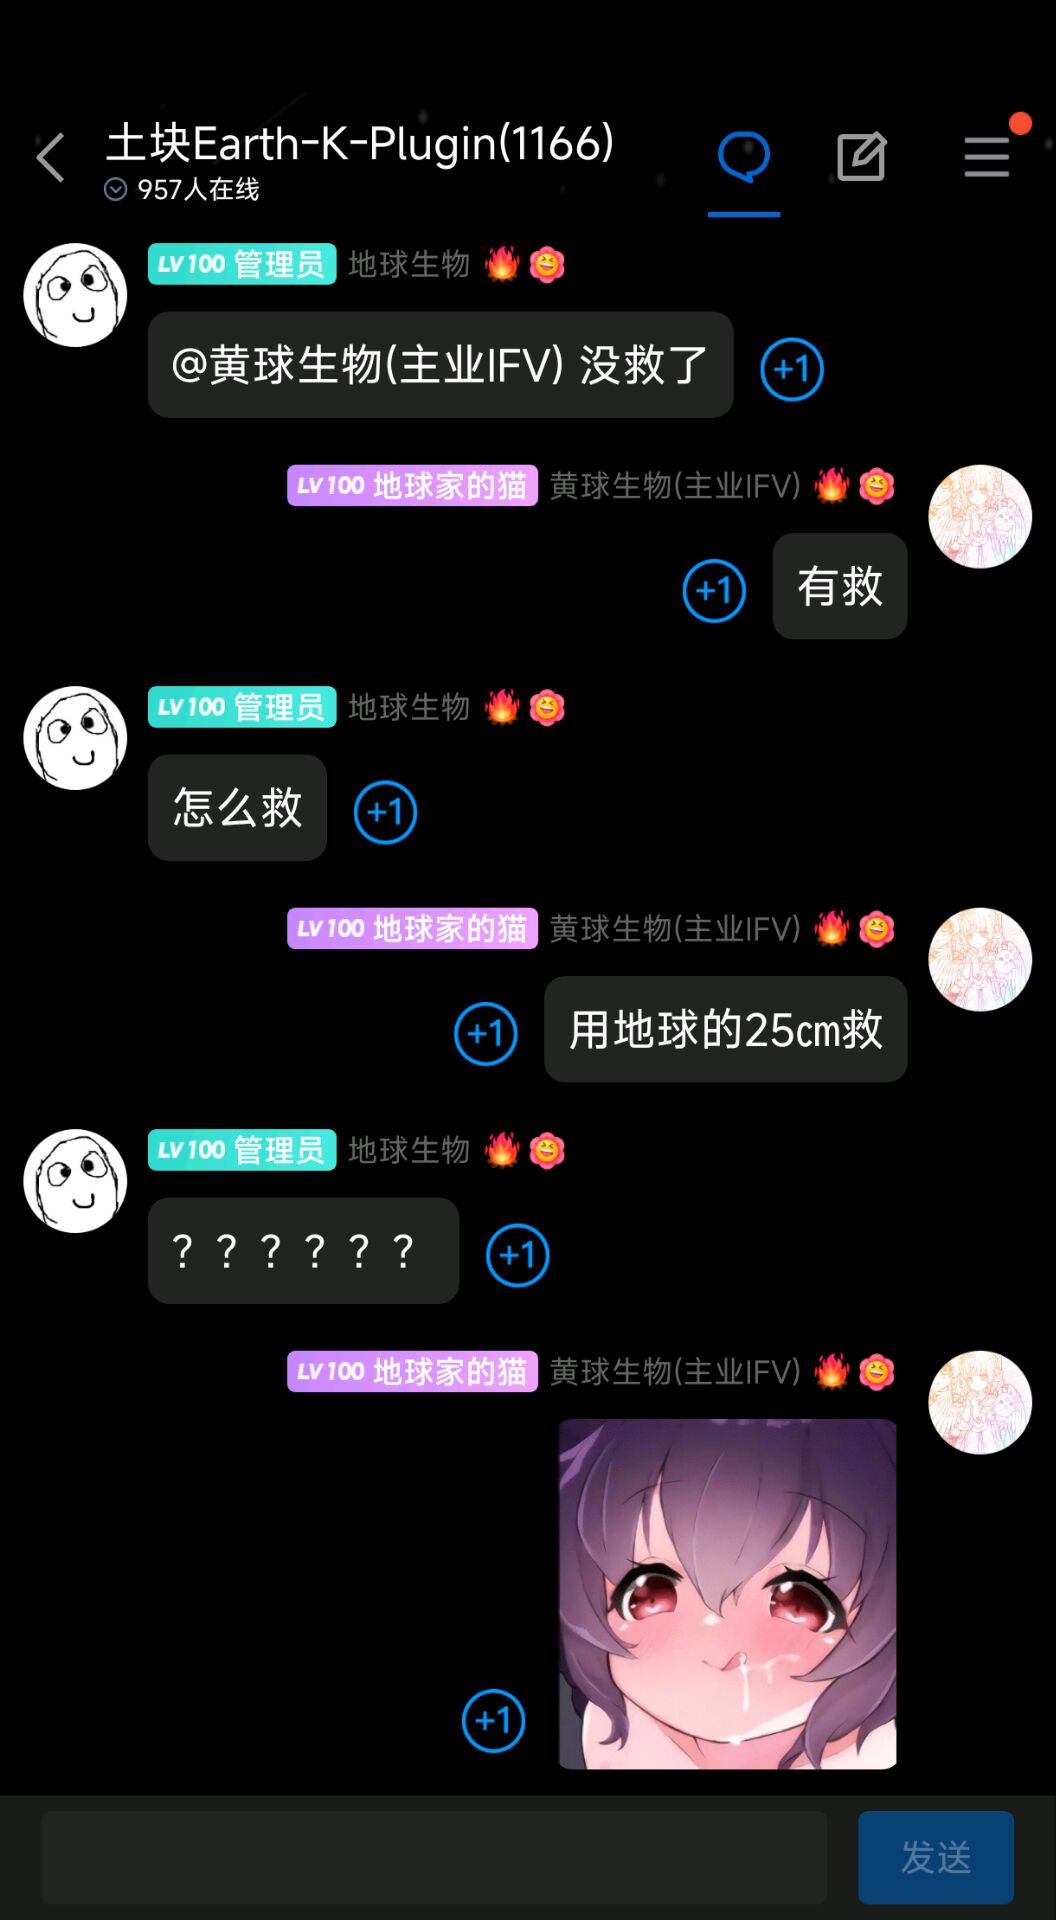 土块Earth-K-Plugin(1166)
957人在线
LV100 管理员 地球生物
@黄球生物(主业IFV) 没救了
+1
LV100 地球家的猫 黄球生物(主业IFV)
+1 有救
LV100 管理员 地球生物
怎么救 +1
LV100 地球家的猫 黄球生物(主业IFV)
+1 用地球的25cm救
LV100 管理员 地球生物
？？？？？？ +1
LV100 地球家的猫 黄球生物(主业IFV)
+1
发送